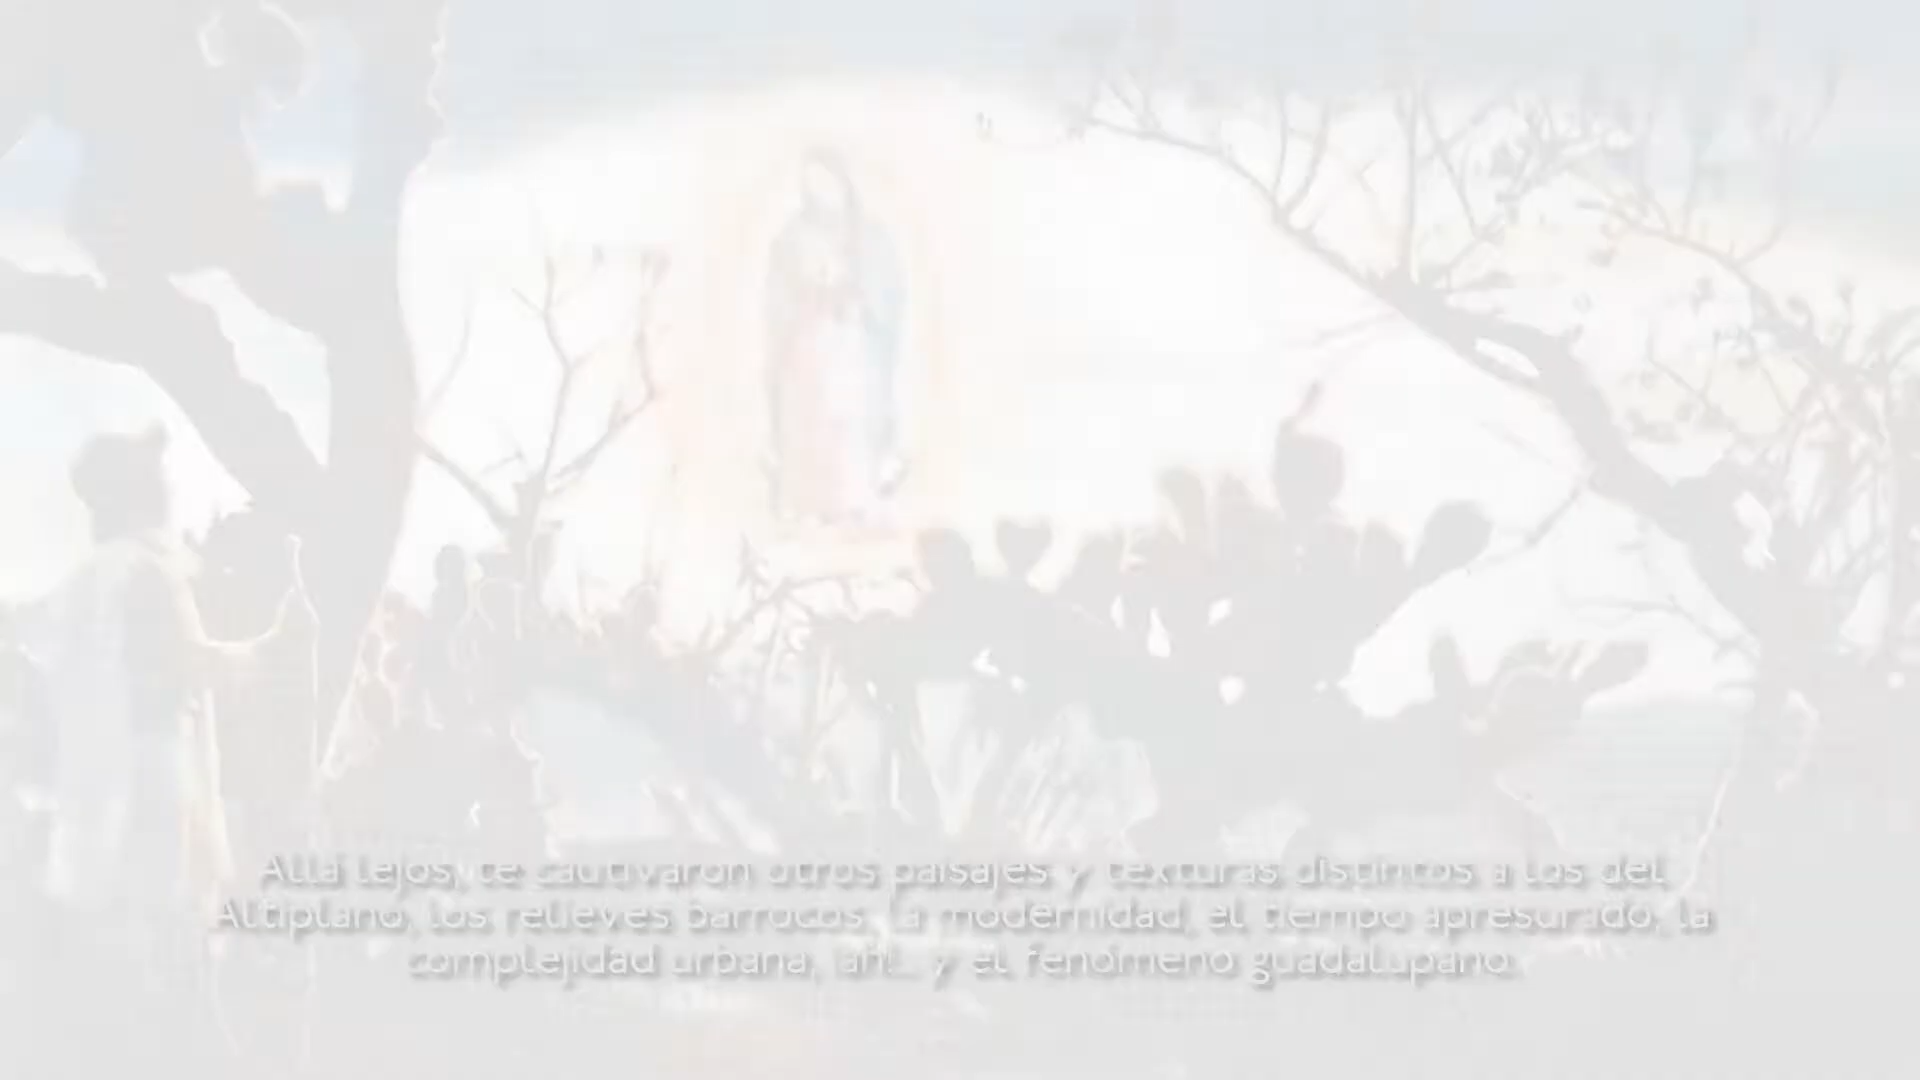 Allá lejos, te cautivaron otros paisajes y texturas distintos a los del
Altiplano, los relieves barrocos, la modernidad, el tiempo apresurado, la
complejidad urbana, ¡ah!... y el fenómeno guadalupano.